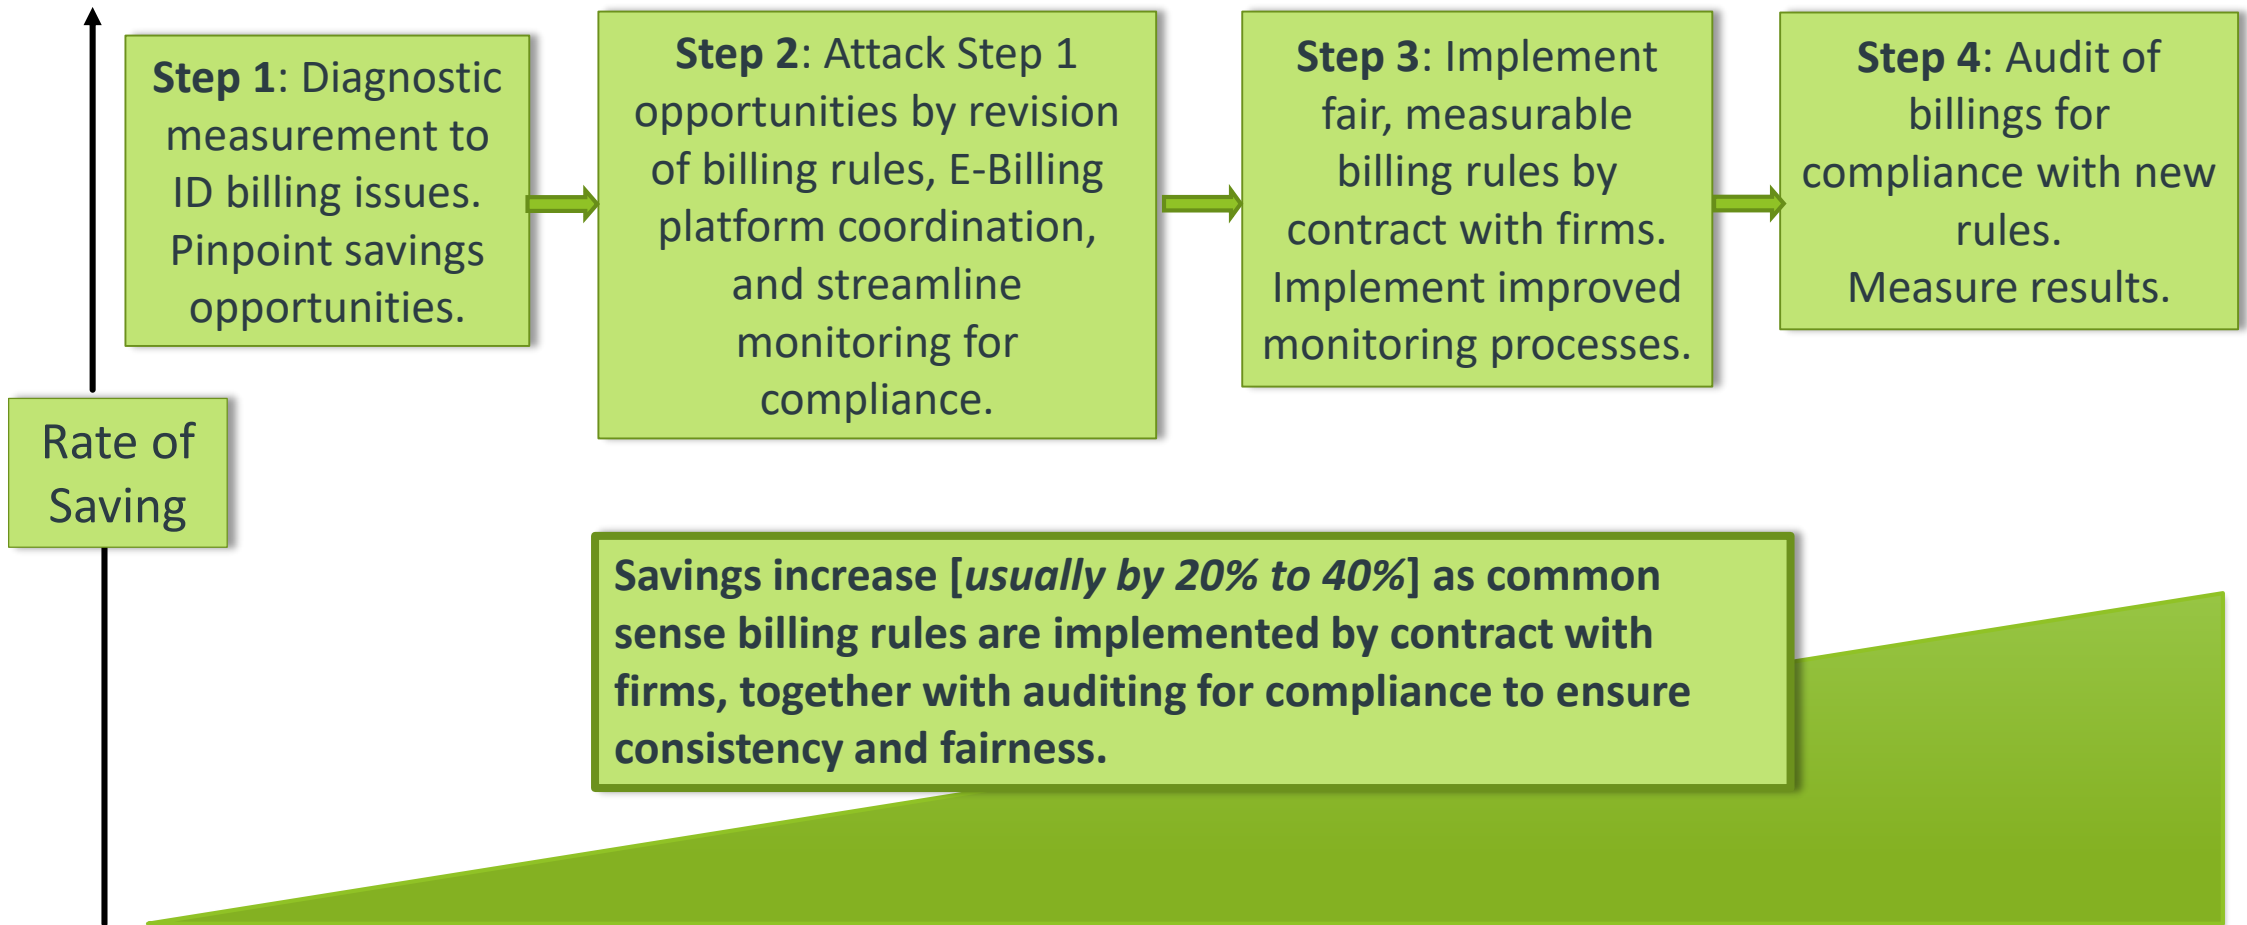 Step 1: Diagnostic
measurement to
ID billing issues.
Pinpoint savings
opportunities.
Step 2: Attack Step 1
opportunities by revision
of billing rules, E-Billing
platform coordination,
and streamline
monitoring for
compliance.
Step 3: Implement
fair, measurable
billing rules by
contract with firms.
Implement improved
monitoring processes.
Step 4: Audit of
billings for
compliance with new
rules.
Measure results.
Rate of
Saving
Savings increase [usually by 20% to 40%] as common
sense billing rules are implemented by contract with
firms, together with auditing for compliance to ensure
consistency and fairness.